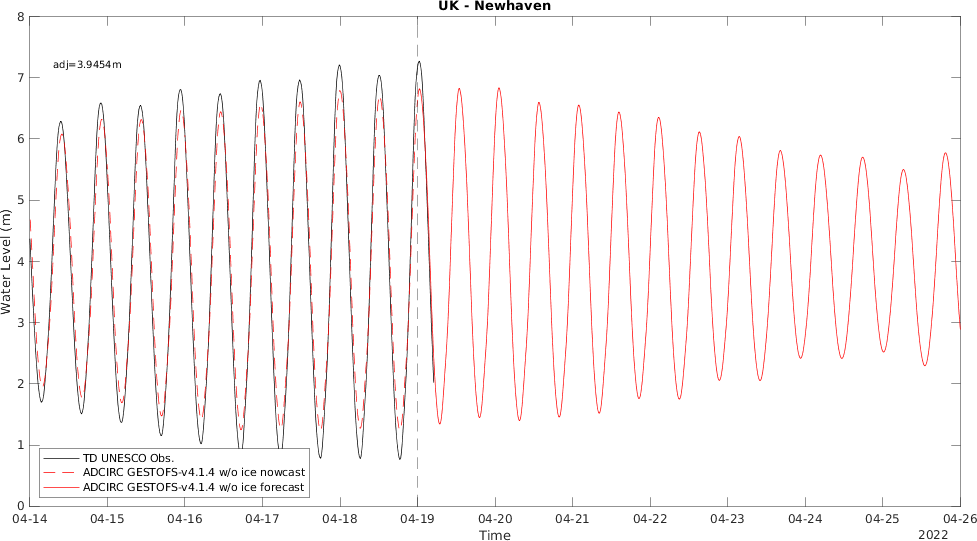 UK - Newhaven
adj=3.9454m
8
7
6
5
4
3
2
1
0
Water Level (m)
TD UNESCO Obs.
ADCIRC GESTOFS-v4.1.4 w/o ice nowcast
ADCIRC GESTOFS-v4.1.4 w/o ice forecast
04-14 04-15 04-16 04-17 04-18 04-19 04-20 04-21 04-22 04-23 04-24 04-25 04-26
Time
2022